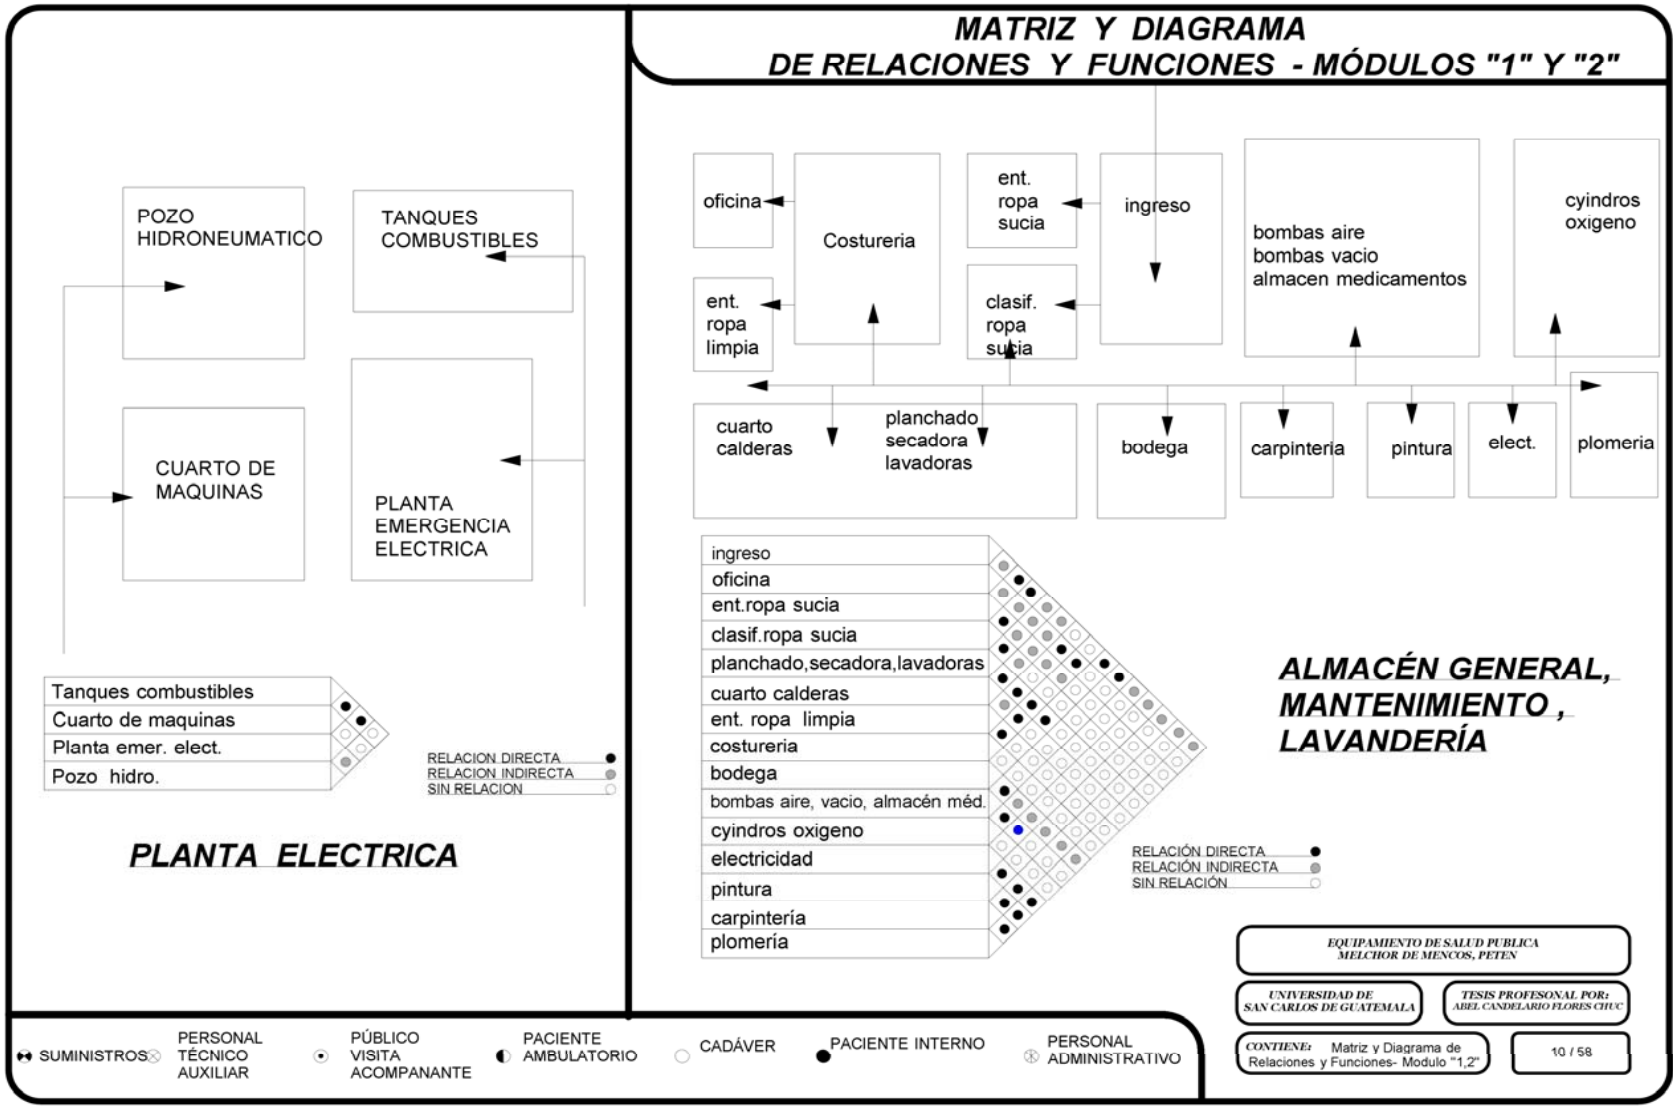 MATRIZ Y DIAGRAMA
DE RELACIONES Y FUNCIONES - MÓDULOS "1" Y "2"
POZO
HIDRONEUMATICO
TANQUES
COMBUSTIBLES
CUARTO DE
MAQUINAS
PLANTA
EMERGENCIA
ELECTRICA
Tanques combustibles
Cuarto de maquinas
Planta emer. elect.
Pozo hidro.
RELACION DIRECTA
RELACION INDIRECTA
SIN RELACION
PLANTA ELECTRICA
oficina
Costureria
ent.
ropa
sucia
ingreso
bombas aire
bombas vacio
almacen medicamentos
cyindros
oxigeno
ent.
ropa
limpia
clasif.
ropa
sucia
cuarto
calderas
planchado
secadora
lavadoras
bodega
carpinteria
pintura
elect.
plomeria
ingreso
oficina
ent.ropa sucia
clasif.ropa sucia
planchado,secadora,lavadoras
cuarto calderas
ent. ropa limpia
costureria
bodega
bombas aire, vacio, almacén méd.
cyindros oxigeno
electricidad
pintura
carpintería
plomería
ALMACÉN GENERAL,
MANTENIMIENTO ,
LAVANDERÍA
RELACIÓN DIRECTA
RELACIÓN INDIRECTA
SIN RELACIÓN
EQUIPAMIENTO DE SALUD PUBLICA
MELCHOR DE MENCOS, PETEN
UNIVERSIDAD DE
SAN CARLOS DE GUATEMALA
TESIS PROFESONAL POR:
ABEL CANDELARIO FLORES CHUC
CONTIENE: Matriz y Diagrama de
Relaciones y Funciones- Modulo "1,2"
10 / 58
SUMINISTROS
PERSONAL
TÉCNICO
AUXILIAR
PÚBLICO
VISITA
ACOMPANANTE
PACIENTE
AMBULATORIO
CADÁVER
PACIENTE INTERNO
PERSONAL
ADMINISTRATIVO